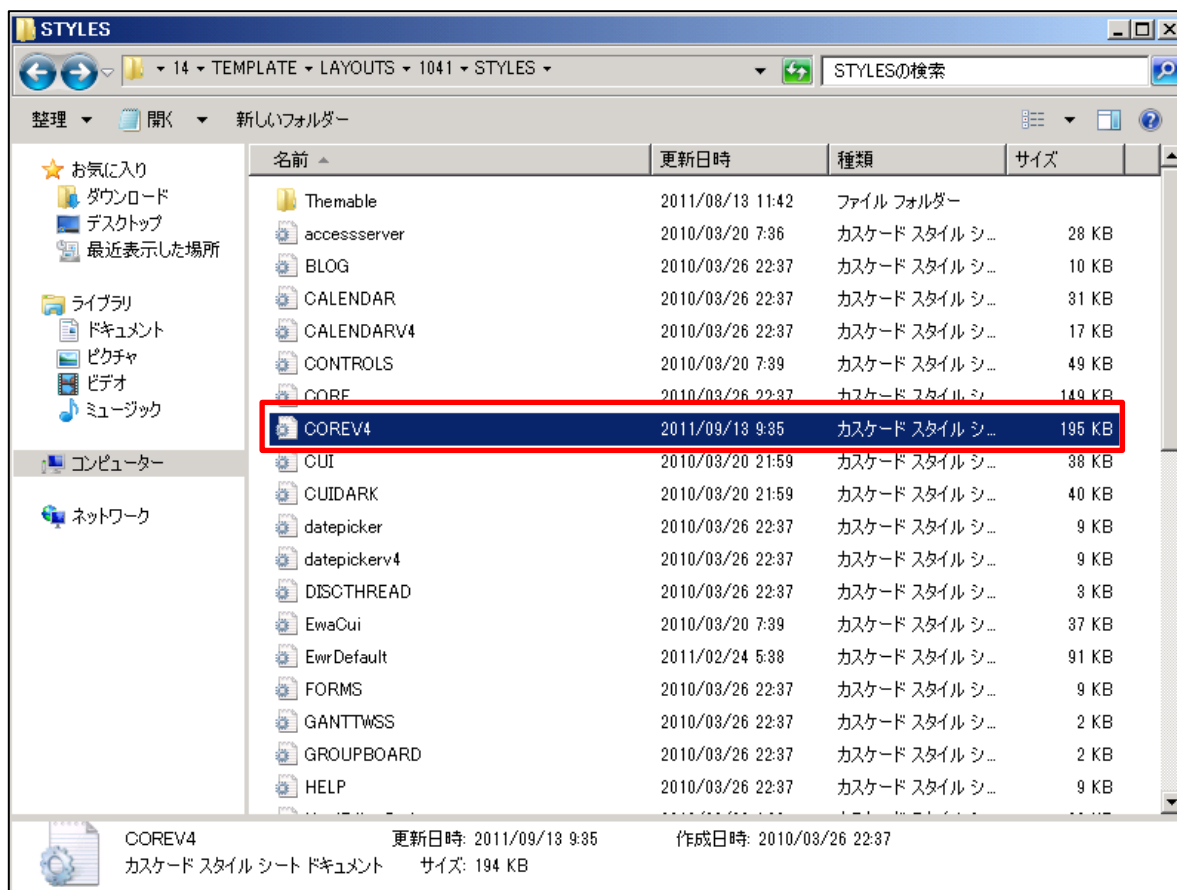 STYLES
14 TEMPLATE LAYOUTS 1041 STYLES STYLESの検索
整理 開く 新しいフォルダー
お気に入り
ダウンロード
デスクトップ
最近表示した場所
ライブラリ
ドキュメント
ピクチャ
ビデオ
ミュージック
コンピューター
ネットワーク
名前 更新日時 種類 サイズ
Themable 2011/08/13 11:42 ファイル フォルダー
accessserver 2010/03/20 7:36 カスケード スタイル シ... 28 KB
BLOG 2010/03/26 22:37 カスケード スタイル シ... 10 KB
CALENDAR 2010/03/26 22:37 カスケード スタイル シ... 31 KB
CALENDARV4 2010/03/26 22:37 カスケード スタイル シ... 17 KB
CONTROLS 2010/03/20 7:39 カスケード スタイル シ... 49 KB
CORE 2010/03/26 22:37 カスケード スタイル シ... 149 KB
COREV4 2011/09/13 9:35 カスケード スタイル シ... 195 KB
CUI 2010/03/20 21:59 カスケード スタイル シ... 38 KB
CUIDARK 2010/03/20 21:59 カスケード スタイル シ... 40 KB
datepicker 2010/03/26 22:37 カスケード スタイル シ... 9 KB
datepickerv4 2010/03/26 22:37 カスケード スタイル シ... 9 KB
DISCTHREAD 2010/03/26 22:37 カスケード スタイル シ... 3 KB
EwaCui 2010/03/20 7:39 カスケード スタイル シ... 37 KB
EwrDefault 2011/02/24 5:38 カスケード スタイル シ... 91 KB
FORMS 2010/03/26 22:37 カスケード スタイル シ... 9 KB
GANTTWSS 2010/03/26 22:37 カスケード スタイル シ... 2 KB
GROUPBOARD 2010/03/26 22:37 カスケード スタイル シ... 2 KB
HELP 2010/03/26 22:37 カスケード スタイル シ... 9 KB
COREV4 更新日時: 2011/09/13 9:35 作成日時: 2010/03/26 22:37
カスケード スタイル シート ドキュメント サイズ: 194 KB